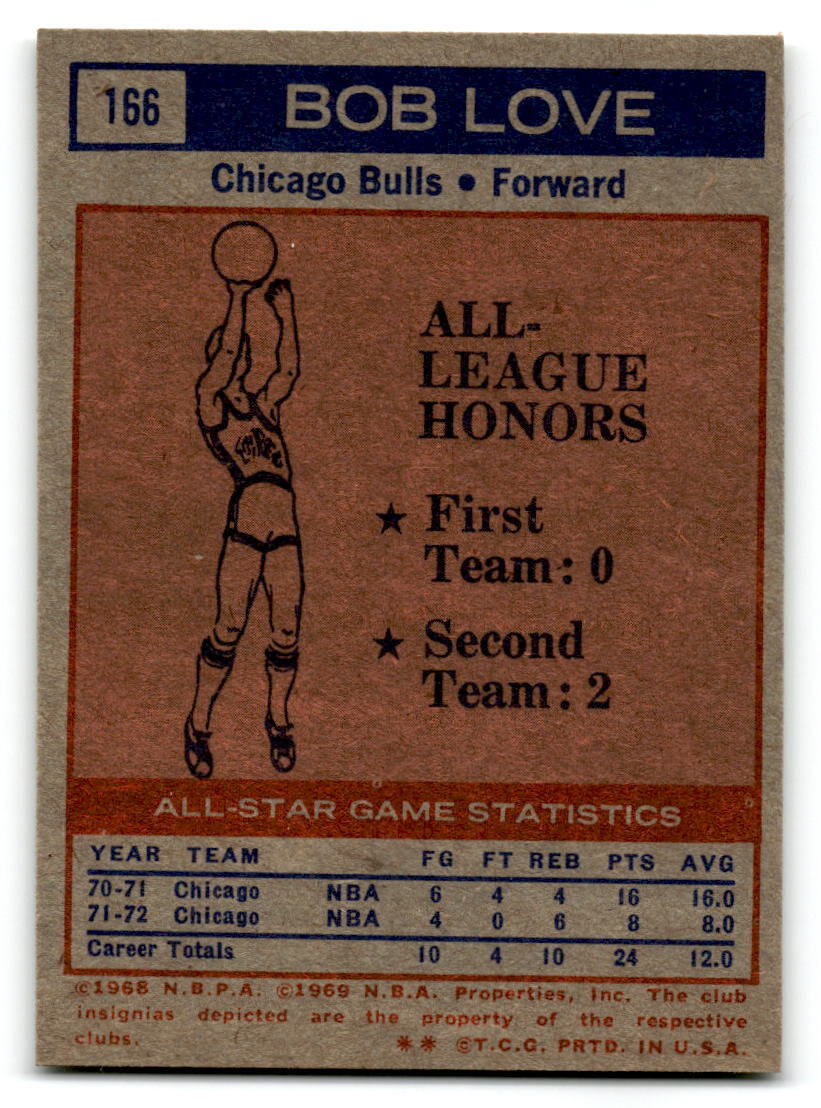 166 BOB LOVE
Chicago Bulls • Forward
ALL-
LEAGUE
HONORS
★ First
Team: 0
★ Second
Team: 2
ALL-STAR GAME STATISTICS
YEAR TEAM FG FT REB PTS AVG
70-71 Chicago NBA 6 4 4 16 16.0
71-72 Chicago NBA 4 0 6 8 8.0
Career Totals 10 4 10 24 12.0
©1968 N.B.P.A. ©1969 N.B.A. Properties, Inc. The club
insignias depicted are the property of the respective
clubs. ** ©T.C.G. PRTD. IN U.S.A.